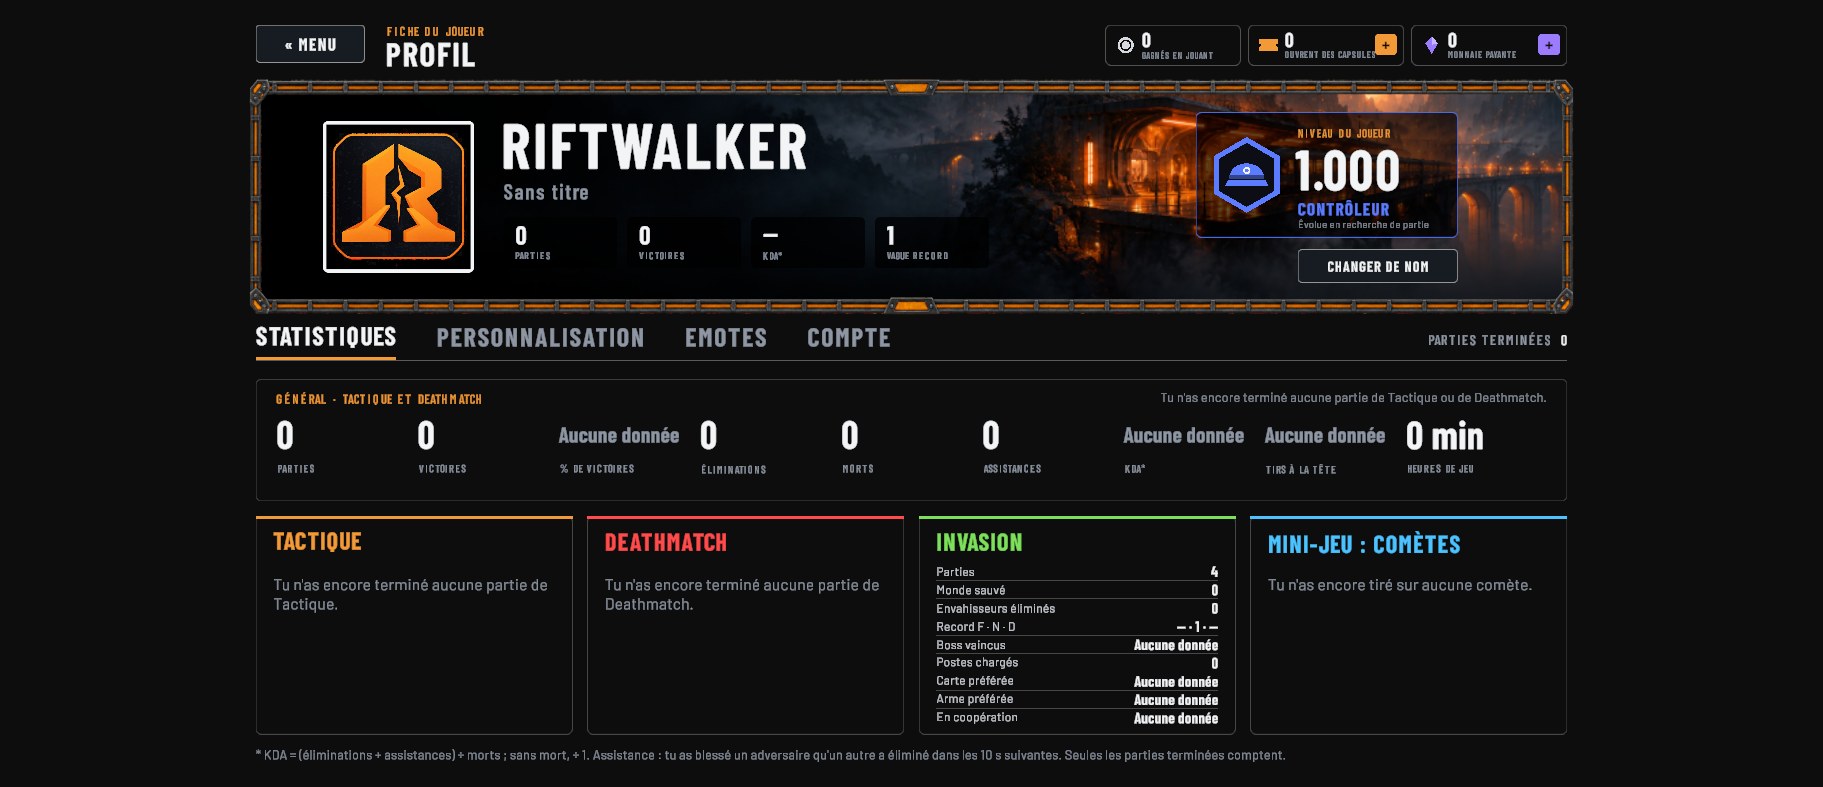 « MENU
FICHE DU JOUEUR
PROFIL
0
GAGNÉS EN JOUANT
0
OUVRENT DES CAPSULES
+
0
MONNAIE PAYANTE
+
R
RIFTWALKER
Sans titre
0
PARTIES
0
VICTOIRES
—
KDA*
1
VAGUE RECORD
NIVEAU DU JOUEUR
1.000
CONTRÔLEUR
Évolue en recherche de partie
CHANGER DE NOM
STATISTIQUES
PERSONNALISATION
EMOTES
COMPTE
PARTIES TERMINÉES 0
GÉNÉRAL · TACTIQUE ET DEATHMATCH
Tu n'as encore terminé aucune partie de Tactique ou de Deathmatch.
0
PARTIES
0
VICTOIRES
Aucune donnée
% DE VICTOIRES
0
ÉLIMINATIONS
0
MORTS
0
ASSISTANCES
Aucune donnée
KDA*
Aucune donnée
TIRS À LA TÊTE
0 min
HEURES DE JEU
TACTIQUE
Tu n'as encore terminé aucune partie de
Tactique.
DEATHMATCH
Tu n'as encore terminé aucune partie de
Deathmatch.
INVASION
Parties 4
Monde sauvé 0
Envahisseurs éliminés 0
Record F · N · D — · 1 · —
Boss vaincus Aucune donnée
Postes chargés 0
Carte préférée Aucune donnée
Arme préférée Aucune donnée
En coopération Aucune donnée
MINI-JEU : COMÈTES
Tu n'as encore tiré sur aucune comète.
* KDA = (éliminations + assistances) ÷ morts ; sans mort, ÷ 1. Assistance : tu as blessé un adversaire qu'un autre a éliminé dans les 10 s suivantes. Seules les parties terminées comptent.